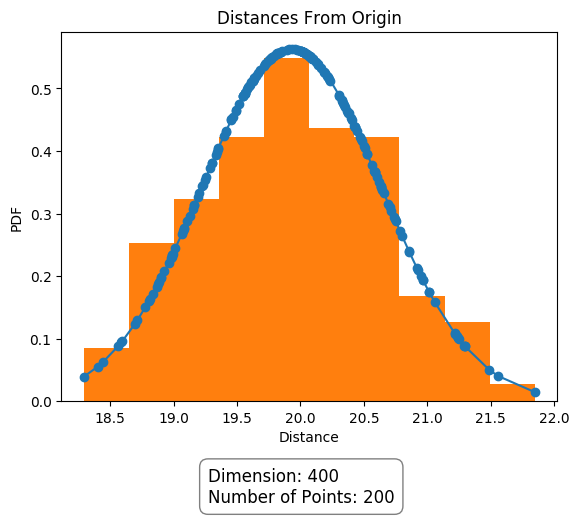 Distances From Origin
PDF
0.5
0.4
0.3
0.2
0.1
0.0
18.5 19.0 19.5 20.0 20.5 21.0 21.5 22.0
Distance
Dimension: 400
Number of Points: 200